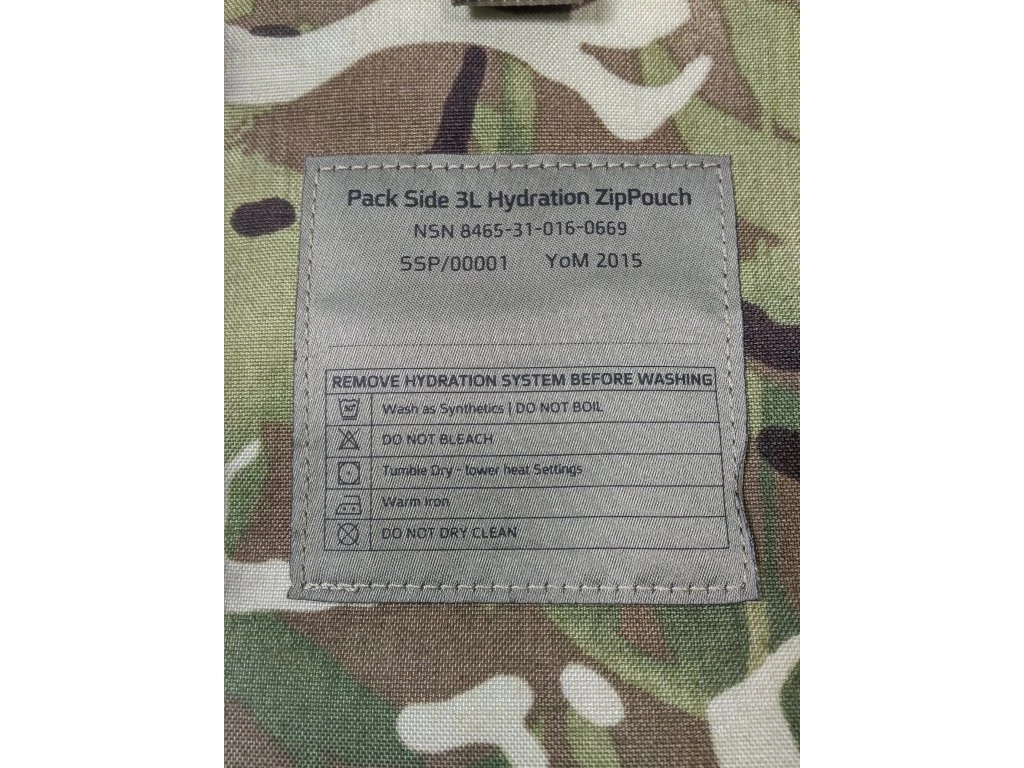 Pack Side 3L Hydration ZipPouch
NSN 8465-31-016-0669
SSP/00001 YoM 2015
REMOVE HYDRATION SYSTEM BEFORE WASHING
Wash as Synthetics | DO NOT BOIL
DO NOT BLEACH
Tumble Dry - lower heat Settings
Warm Iron
DO NOT DRY CLEAN